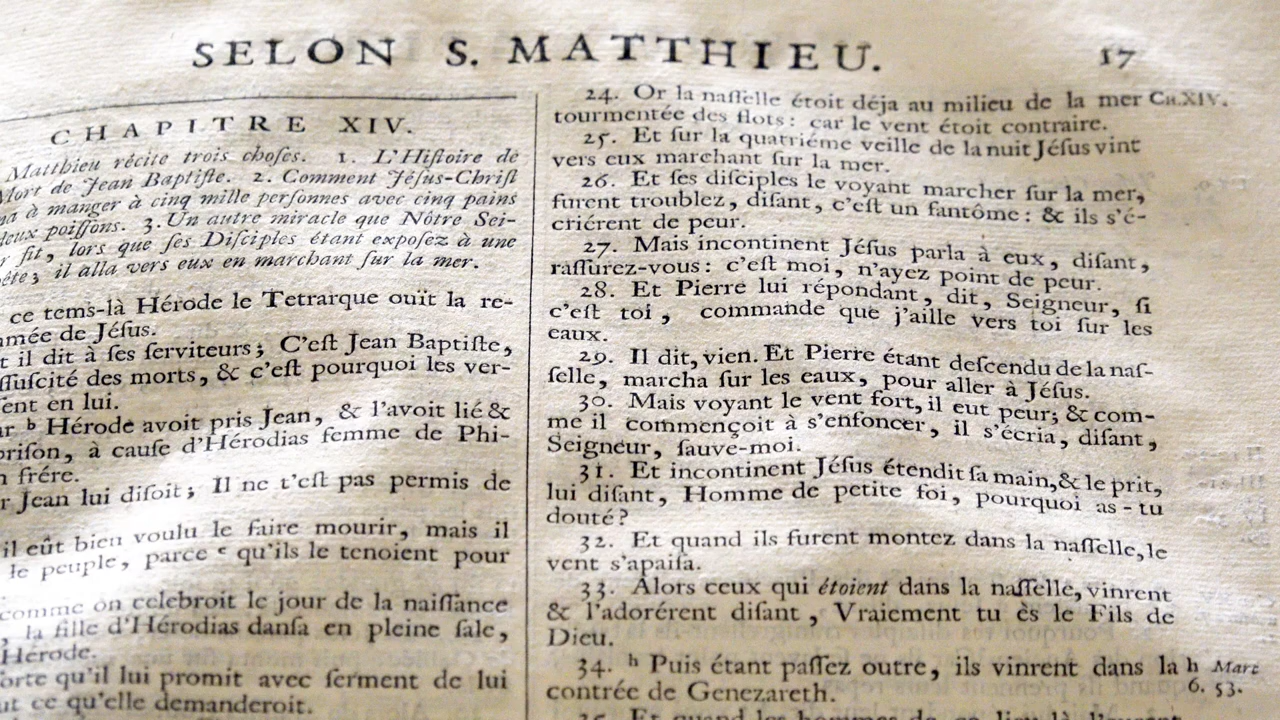 SELON S. MATTHIEU.
17
CHAPITRE XIV.
Matthieu récite trois choſes. 1. L'Hiſtoire de
Mort de Jean Baptiſte. 2. Comment Jéſus-Chriſt
à manger à cinq mille perſonnes avec cinq pains
deux poiſſons. 3. Un autre miracle que Nôtre Sei-
fit, lors que ſes Diſciples étant expoſez à une
il alla vers eux en marchant ſur la mer.
ce tems-là Hérode le Tetrarque ouït la re-
mée de Jéſus.
il dit à ſes ſerviteurs; C'eſt Jean Baptiſte,
ſſuſcité des morts, & c'eſt pourquoi les ver-
ſent en lui.
b Hérode avoit pris Jean, & l'avoit lié &
priſon, à cauſe d'Hérodias femme de Phi-
frére.
Jean lui diſoit; Il ne t'eſt pas permis de
il eût bien voulu le faire mourir, mais il
le peuple, parce c qu'ils le tenoient pour
comme on celebroit le jour de la naiſſance
, la fille d'Hérodias danſa en pleine ſale,
Hérode.
orte qu'il lui promit avec ſerment de lui
ut ce qu'elle demanderoit.
24. Or la naſſelle étoit déja au milieu de la mer CH. XIV.
tourmentée des flots: car le vent étoit contraire.
25. Et ſur la quatriéme veille de la nuit Jéſus vint
vers eux marchant ſur la mer.
26. Et ſes diſciples le voyant marcher ſur la mer,
furent troublez, diſant, c'eſt un fantôme: & ils s'é-
criérent de peur.
27. Mais incontinent Jéſus parla à eux, diſant,
raſſurez-vous: c'eſt moi, n'ayez point de peur.
28. Et Pierre lui répondant, dit, Seigneur, ſi
c'eſt toi, commande que j'aille vers toi ſur les
eaux.
29. Il dit, vien. Et Pierre étant deſcendu de la naſ-
ſelle, marcha ſur les eaux, pour aller à Jéſus.
30. Mais voyant le vent fort, il eut peur; & com-
me il commençoit à s'enfoncer, il s'écria, diſant,
Seigneur, ſauve-moi.
31. Et incontinent Jéſus étendit ſa main, & le prit,
lui diſant, Homme de petite foi, pourquoi as-tu
douté?
32. Et quand ils furent montez dans la naſſelle, le
vent s'apaiſa.
33. Alors ceux qui étoient dans la naſſelle, vinrent
& l'adorérent diſant, Vraiement tu ès le Fils de
Dieu.
34. h Puis étant paſſez outre, ils vinrent dans la
contrée de Genezareth.
h Marc
6. 53.